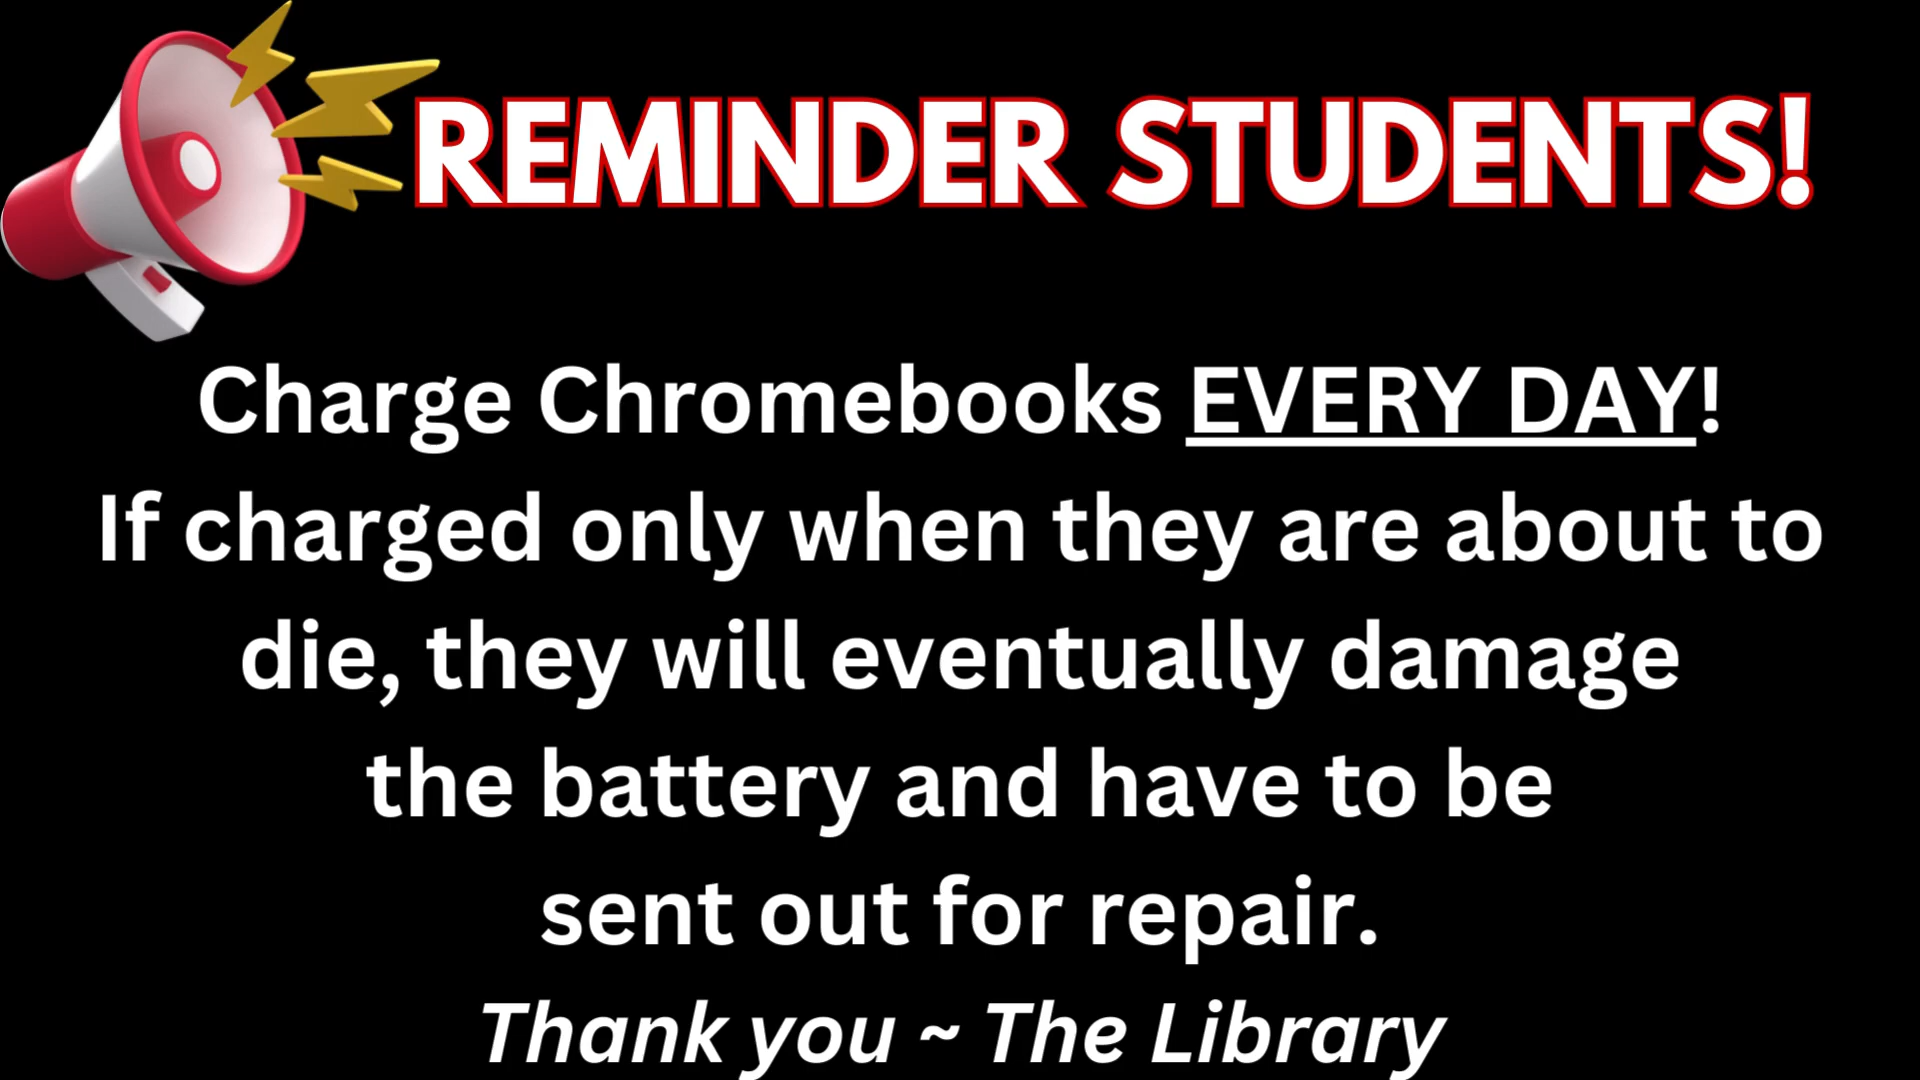 REMINDER STUDENTS!
Charge Chromebooks EVERY DAY!
If charged only when they are about to
die, they will eventually damage
the battery and have to be
sent out for repair.
Thank you ~ The Library